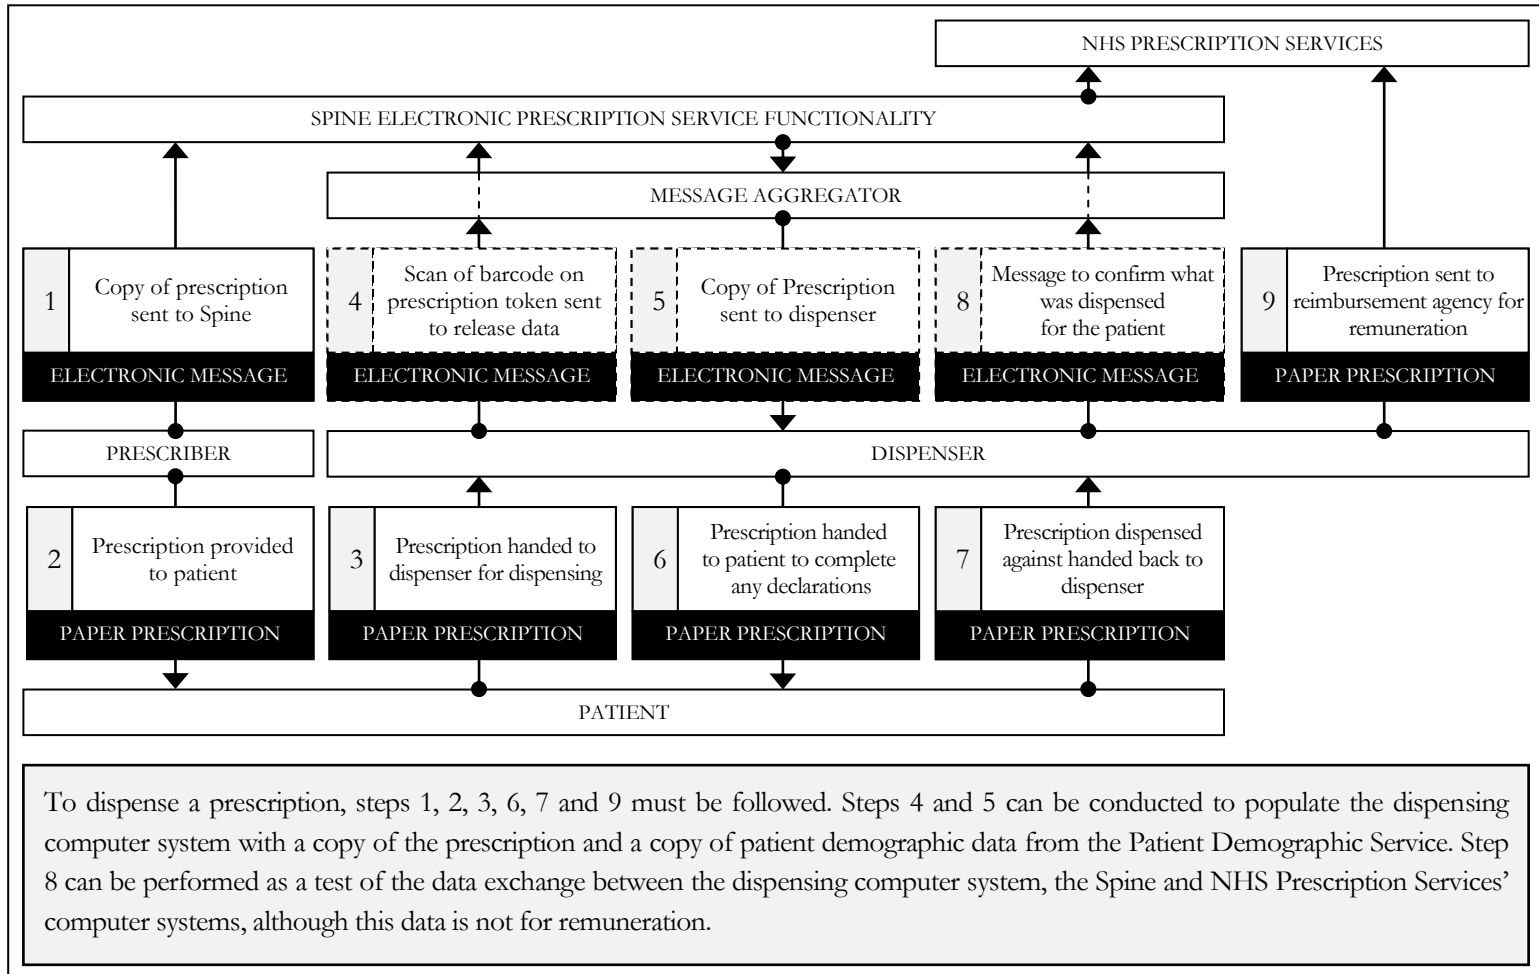 NHS PRESCRIPTION SERVICES
SPINE ELECTRONIC PRESCRIPTION SERVICE FUNCTIONALITY
MESSAGE AGGREGATOR
1
Copy of prescription
sent to Spine
ELECTRONIC MESSAGE
4
Scan of barcode on
prescription token sent
to release data
ELECTRONIC MESSAGE
5
Copy of Prescription
sent to dispenser
ELECTRONIC MESSAGE
8
Message to confirm what
was dispensed
for the patient
ELECTRONIC MESSAGE
9
Prescription sent to
reimbursement agency for
remuneration
PAPER PRESCRIPTION
PRESCRIBER
DISPENSER
2
Prescription provided
to patient
PAPER PRESCRIPTION
3
Prescription handed to
dispenser for dispensing
PAPER PRESCRIPTION
6
Prescription handed
to patient to complete
any declarations
PAPER PRESCRIPTION
7
Prescription dispensed
against handed back to
dispenser
PAPER PRESCRIPTION
PATIENT
To dispense a prescription, steps 1, 2, 3, 6, 7 and 9 must be followed. Steps 4 and 5 can be conducted to populate the dispensing
computer system with a copy of the prescription and a copy of patient demographic data from the Patient Demographic Service. Step
8 can be performed as a test of the data exchange between the dispensing computer system, the Spine and NHS Prescription Services’
computer systems, although this data is not for remuneration.